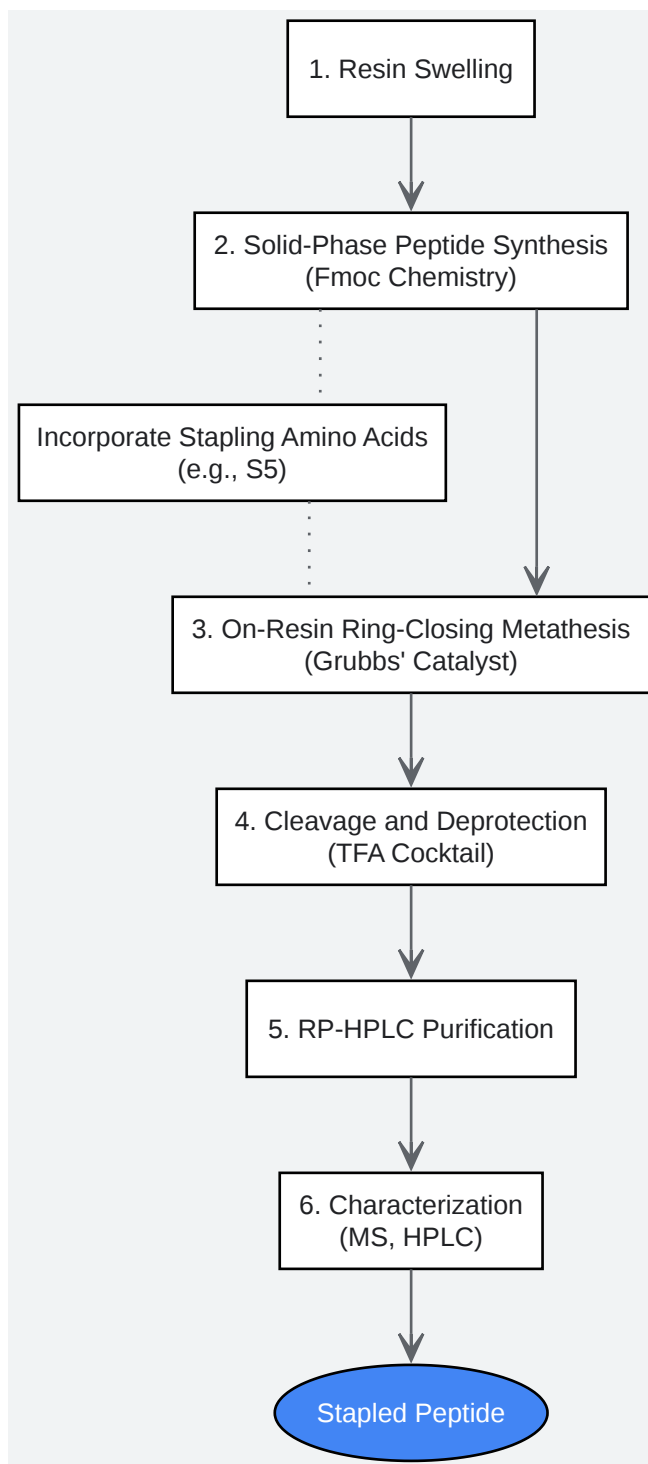 1. Resin Swelling
2. Solid-Phase Peptide Synthesis
(Fmoc Chemistry)
Incorporate Stapling Amino Acids
(e.g., S5)
3. On-Resin Ring-Closing Metathesis
(Grubbs' Catalyst)
4. Cleavage and Deprotection
(TFA Cocktail)
5. RP-HPLC Purification
6. Characterization
(MS, HPLC)
Stapled Peptide